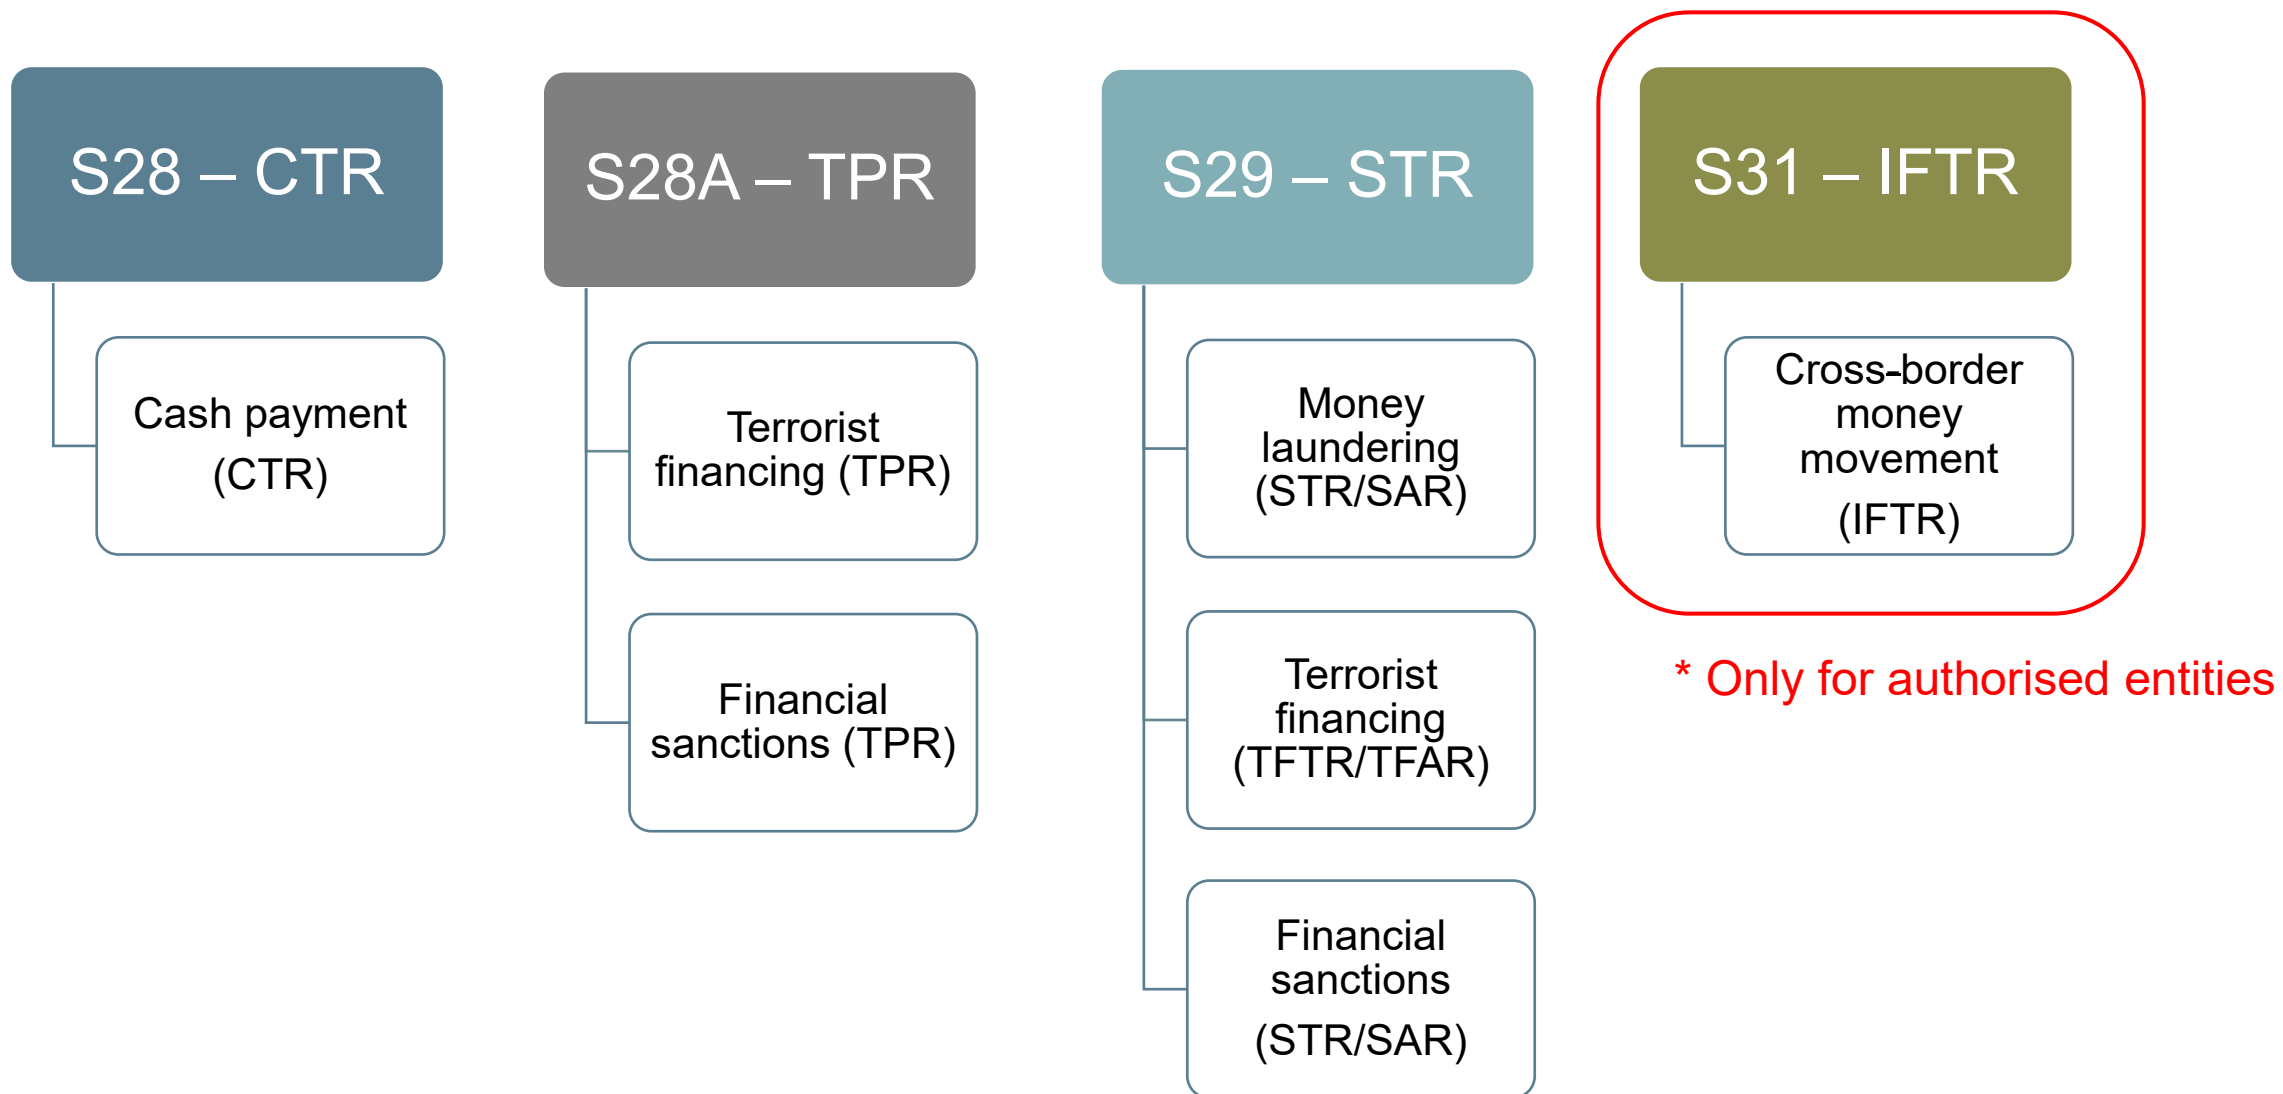 S28 – CTR
Cash payment
(CTR)
S28A – TPR
Terrorist
financing (TPR)
Financial
sanctions (TPR)
S29 – STR
Money
laundering
(STR/SAR)
Terrorist
financing
(TFTR/TFAR)
Financial
sanctions
(STR/SAR)
S31 – IFTR
Cross-border
money
movement
(IFTR)
* Only for authorised entities